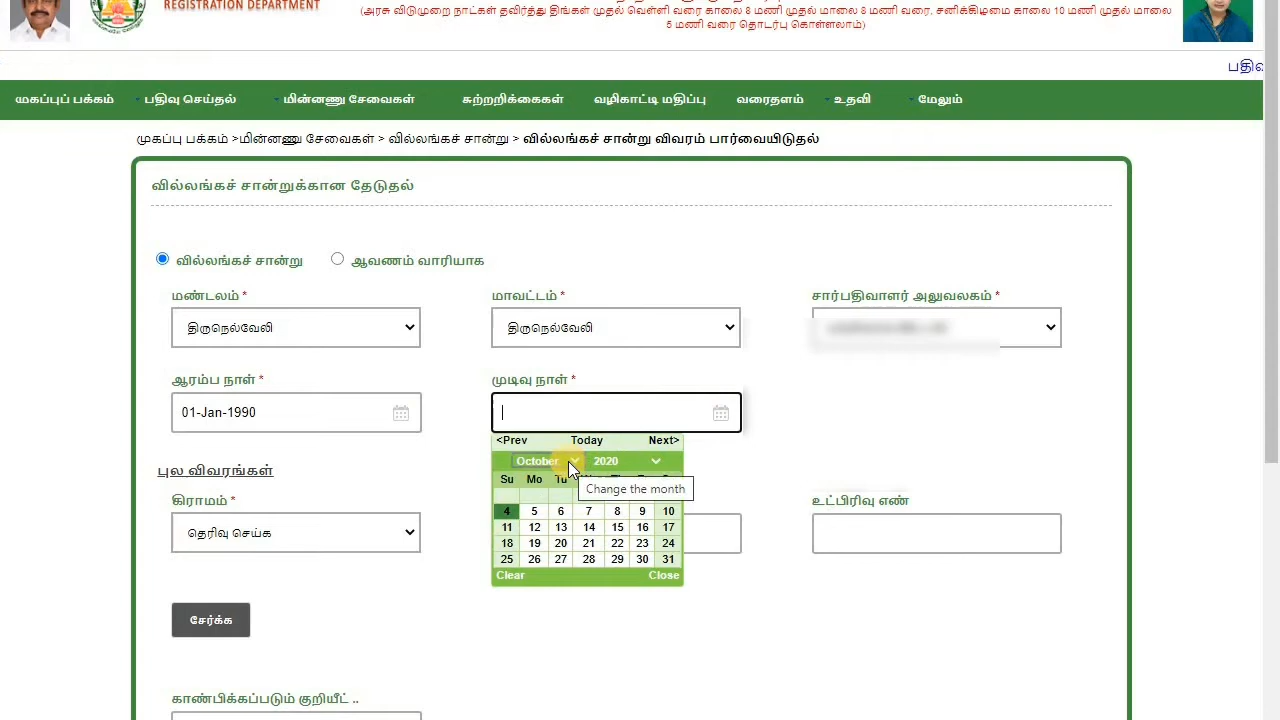 REGISTRATION DEPARTMENT
(அரசு விடுமுறை நாட்கள் தவிர்த்து திங்கள் முதல் வெள்ளி வரை காலை 8 மணி முதல் மாலை 8 மணி வரை, சனிக்கிழமை காலை 10 மணி முதல் மாலை
5 மணி வரை தொடர்பு கொள்ளலாம்)
முகப்புப் பக்கம் பதிவு செய்தல் மின்னணு சேவைகள் சுற்றறிக்கைகள் வழிகாட்டி மதிப்பு வரைதளம் உதவி மேலும்
முகப்பு பக்கம் >மின்னணு சேவைகள் > வில்லங்கச் சான்று > வில்லங்கச் சான்று விவரம் பார்வையிடுதல்
வில்லங்கச் சான்றுக்கான தேடுதல்
வில்லங்கச் சான்று ஆவணம் வாரியாக
மண்டலம் * மாவட்டம் * சார்பதிவாளர் அலுவலகம் *
திருநெல்வேலி திருநெல்வேலி
ஆரம்ப நாள் * முடிவு நாள் *
01-Jan-1990
<Prev Today Next>
October 2020
புல விவரங்கள்
Su Mo Tu
Change the month
கிராமம் * உட்பிரிவு எண்
4 5 6 7 8 9 10
11 12 13 14 15 16 17
தெரிவு செய்க
18 19 20 21 22 23 24
25 26 27 28 29 30 31
Clear Close
சேர்க்க
காண்பிக்கப்படும் குறியீட் ..